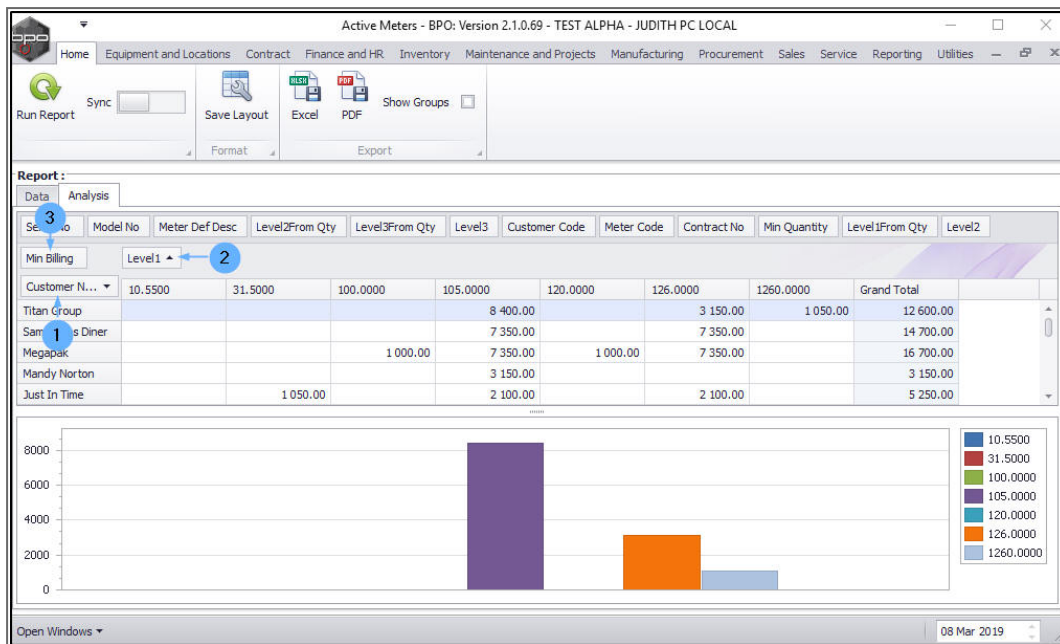 Active Meters - BPO: Version 2.1.0.69 - TEST ALPHA - JUDITH PC LOCAL
bpo
Home Equipment and Locations Contract Finance and HR Inventory Maintenance and Projects Manufacturing Procurement Sales Service Reporting Utilities
XLSX PDF
Sync Show Groups
Run Report Save Layout Excel PDF
Format Export
Report :
Data Analysis
3
No Model No Meter Def Desc Level2From Qty Level3From Qty Level3 Customer Code Meter Code Contract No Min Quantity Level1From Qty Level2
Min Billing Level1 2
Customer N... 10.5500 31.5000 100.0000 105.0000 120.0000 126.0000 1260.0000 Grand Total
Titan Group 8 400.00 3 150.00 1 050.00 12 600.00
1
Diner 7 350.00 7 350.00 14 700.00
Megapak 1 000.00 7 350.00 1 000.00 7 350.00 16 700.00
Mandy Norton 3 150.00 3 150.00
Just In Time 1 050.00 2 100.00 2 100.00 5 250.00
8000
6000
4000
2000
0
10.5500
31.5000
100.0000
105.0000
120.0000
126.0000
1260.0000
Open Windows 08 Mar 2019